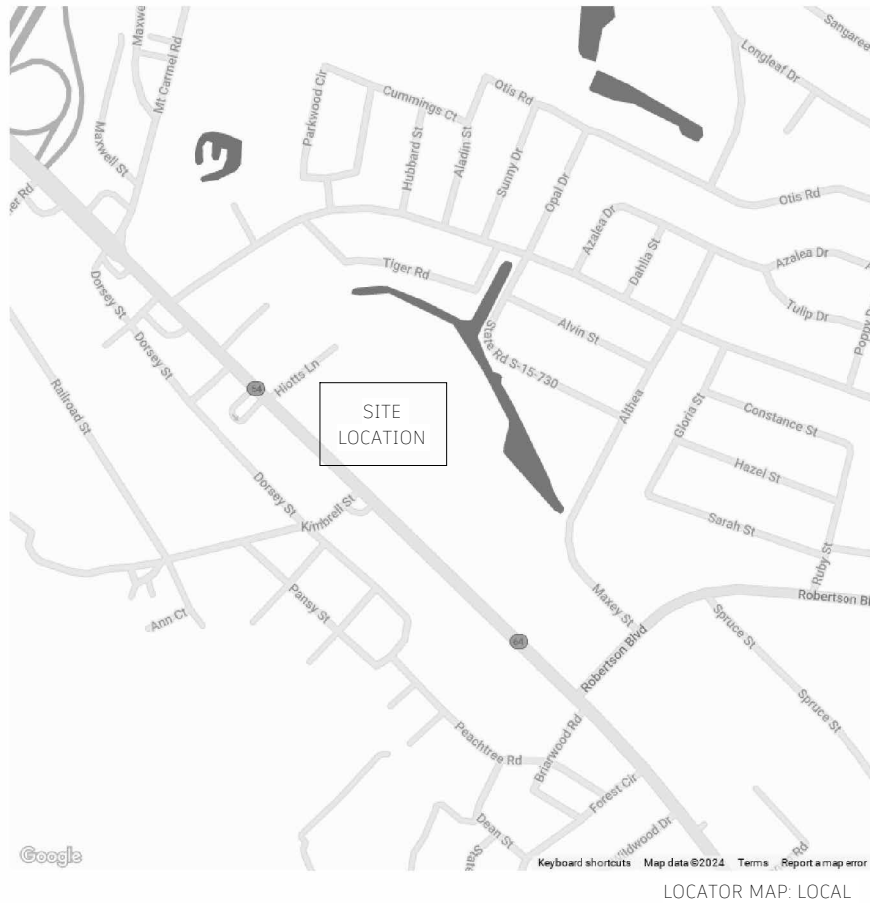 Sangaree
Longleaf Dr
Maxwell
Mt Carmel Rd
Parkwood Cir
Cummings Ct
Otis Rd
Maxwell St
Hubbard St
Aladin St
Sunny Dr
Opal Dr
Otis Rd
Azalea Dr
Azalea Dr
Dahlia St
Tiger Rd
Tulip Dr
Dorsey St
State Rd S-15-730
Alvin St
Poppy D
Dorsey St
Hiotts Ln
64
Railroad St
SITE
LOCATION
Althea
Gloria St
Constance St
Hazel St
Dorsey St
Kimbrell St
Sarah St
Ruby St
Pansy St
Ann Ct
Maxey St
Robertson Bl
64
Robertson Blvd
Spruce St
Spruce St
Peachtree Rd
Briarwood Rd
Forest Cir
Dean St
State
ildwood Dr
Rd
Google
Keyboard shortcuts Map data ©2024 Terms Report a map error
LOCATOR MAP: LOCAL